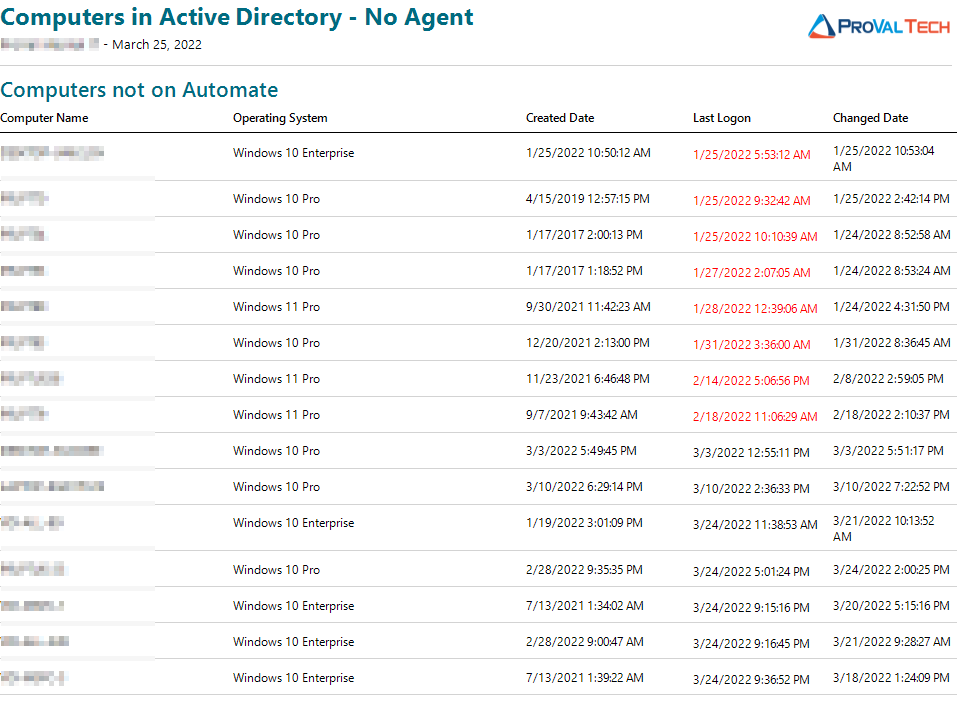 Computers in Active Directory - No Agent
PROVAL TECH
- March 25, 2022
Computers not on Automate
Computer Name Operating System Created Date Last Logon Changed Date
Windows 10 Enterprise 1/25/2022 10:50:12 AM 1/25/2022 5:53:12 AM 1/25/2022 10:53:04 AM
Windows 10 Pro 4/15/2019 12:57:15 PM 1/25/2022 9:32:42 AM 1/25/2022 2:42:14 PM
Windows 10 Pro 1/17/2017 2:00:13 PM 1/25/2022 10:10:39 AM 1/24/2022 8:52:58 AM
Windows 10 Pro 1/17/2017 1:18:52 PM 1/27/2022 2:07:05 AM 1/24/2022 8:53:24 AM
Windows 11 Pro 9/30/2021 11:42:23 AM 1/28/2022 12:39:06 AM 1/24/2022 4:31:50 PM
Windows 10 Pro 12/20/2021 2:13:00 PM 1/31/2022 3:36:00 AM 1/31/2022 8:36:45 AM
Windows 11 Pro 11/23/2021 6:46:48 PM 2/14/2022 5:06:56 PM 2/8/2022 2:59:05 PM
Windows 11 Pro 9/7/2021 9:43:42 AM 2/18/2022 11:06:29 AM 2/18/2022 2:10:37 PM
Windows 10 Pro 3/3/2022 5:49:45 PM 3/3/2022 12:55:11 PM 3/3/2022 5:51:17 PM
Windows 10 Pro 3/10/2022 6:29:14 PM 3/10/2022 2:36:33 PM 3/10/2022 7:22:52 PM
Windows 10 Enterprise 1/19/2022 3:01:09 PM 3/24/2022 11:38:53 AM 3/21/2022 10:13:52 AM
Windows 10 Pro 2/28/2022 9:35:35 PM 3/24/2022 5:01:24 PM 3/24/2022 2:00:25 PM
Windows 10 Enterprise 7/13/2021 1:34:02 AM 3/24/2022 9:15:16 PM 3/20/2022 5:15:16 PM
Windows 10 Enterprise 2/28/2022 9:00:47 AM 3/24/2022 9:16:45 PM 3/21/2022 9:28:27 AM
Windows 10 Enterprise 7/13/2021 1:39:22 AM 3/24/2022 9:36:52 PM 3/18/2022 1:24:09 PM